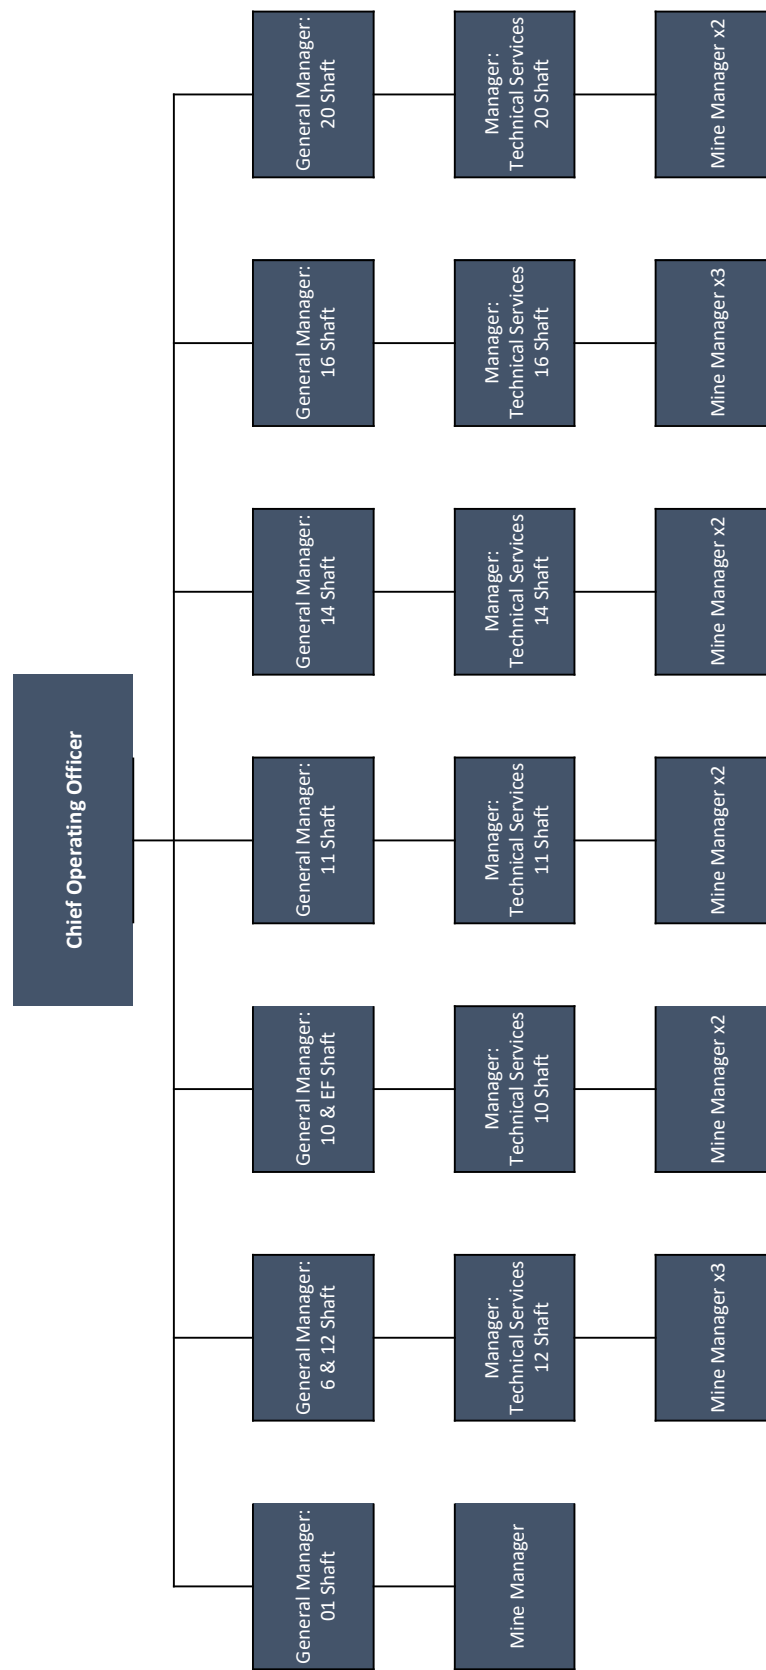 Chief Operating Officer
General Manager:
01 Shaft
General Manager:
6 & 12 Shaft
General Manager:
10 & EF Shaft
General Manager:
11 Shaft
General Manager:
14 Shaft
General Manager:
16 Shaft
General Manager:
20 Shaft
Mine Manager
Manager:
Technical Services
12 Shaft
Manager:
Technical Services
10 Shaft
Manager:
Technical Services
11 Shaft
Manager:
Technical Services
14 Shaft
Manager:
Technical Services
16 Shaft
Manager:
Technical Services
20 Shaft
Mine Manager x3
Mine Manager x2
Mine Manager x2
Mine Manager x2
Mine Manager x3
Mine Manager x2